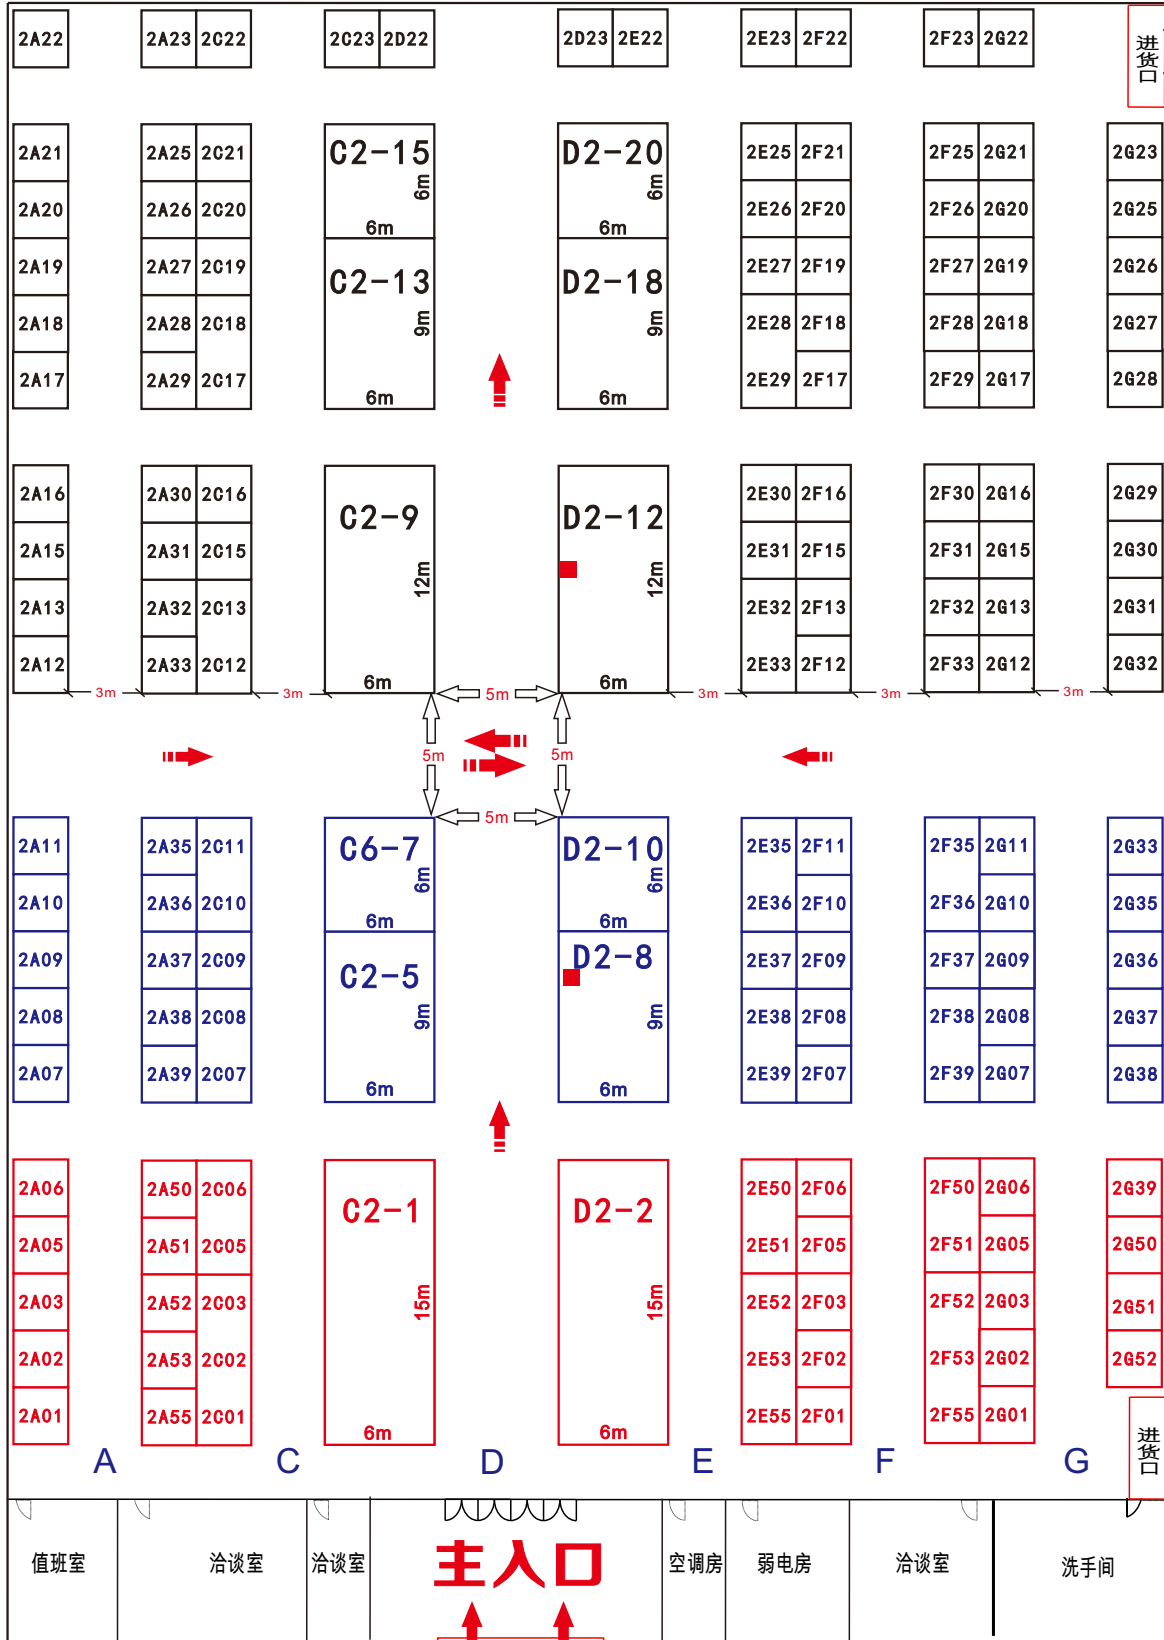 2A22 2A23 2C22 2C23 2D22 2D23 2E22 2E23 2F22 2F23 2G22
进货口
2A21 2A25 2C21 C2-15 D2-20 2E25 2F21 2F25 2G21 2G23
6m 6m
2A20 2A26 2C20 2E26 2F20 2F26 2G20 2G25
6m 6m
2A19 2A27 2C19 C2-13 D2-18 2E27 2F19 2F27 2G19 2G26
2A18 2A28 2C18 9m 9m 2E28 2F18 2F28 2G18 2G27
2A17 2A29 2C17 2E29 2F17 2F29 2G17 2G28
6m 6m
2A16 2A30 2C16 C2-9 D2-12 2E30 2F16 2F30 2G16 2G29
2A15 2A31 2C15 2E31 2F15 2F31 2G15 2G30
12m 12m
2A13 2A32 2C13 2E32 2F13 2F32 2G13 2G31
2A12 2A33 2C12 2E33 2F12 2F33 2G12 2G32
6m 6m
3m 3m 5m 3m 3m 3m
5m 5m
5m
2A11 2A35 2C11 C6-7 D2-10 2E35 2F11 2F35 2G11 2G33
6m 6m
2A10 2A36 2C10 2E36 2F10 2F36 2G10 2G35
6m 6m
2A09 2A37 2C09 C2-5 D2-8 2E37 2F09 2F37 2G09 2G36
2A08 2A38 2C08 9m 9m 2E38 2F08 2F38 2G08 2G37
2A07 2A39 2C07 2E39 2F07 2F39 2G07 2G38
6m 6m
2A06 2A50 2C06 C2-1 D2-2 2E50 2F06 2F50 2G06 2G39
2A05 2A51 2C05 2E51 2F05 2F51 2G05 2G50
2A03 2A52 2C03 15m 15m 2E52 2F03 2F52 2G03 2G51
2A02 2A53 2C02 2E53 2F02 2F53 2G02 2G52
2A01 2A55 2C01 2E55 2F01 2F55 2G01
6m 6m
进货口
A C D E F G
值班室 洽谈室 洽谈室 主入口 空调房 弱电房 洽谈室 洗手间